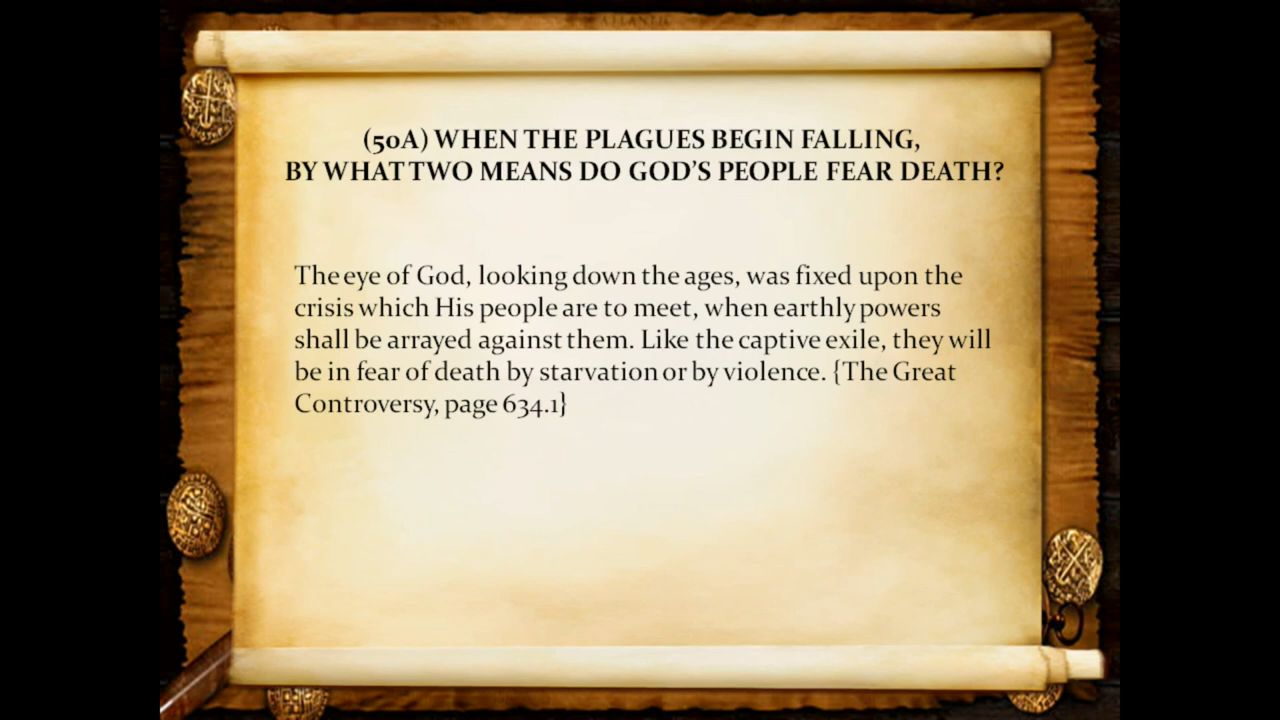 ATLANTIC
(50A) WHEN THE PLAGUES BEGIN FALLING,
BY WHAT TWO MEANS DO GOD'S PEOPLE FEAR DEATH?
The eye of God, looking down the ages, was fixed upon the
crisis which His people are to meet, when earthly powers
shall be arrayed against them. Like the captive exile, they will
be in fear of death by starvation or by violence. {The Great
Controversy, page 634.1}